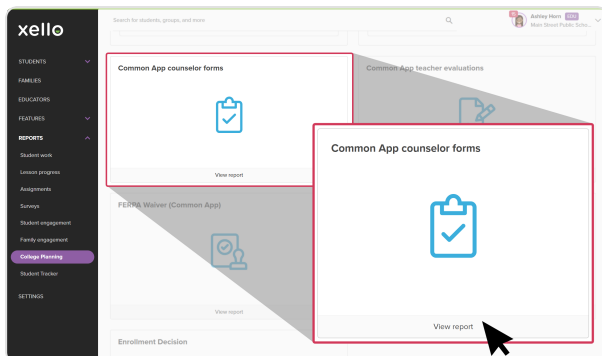 xello
Search for students, groups, and more
Ashley Horn EDU
Main Street Public Scho...
STUDENTS
FAMILIES
EDUCATORS
FEATURES
REPORTS
Student work
Lesson progress
Assignments
Surveys
Student engagement
Family engagement
College Planning
Student Tracker
SETTINGS
Common App counselor forms
View report
Common App teacher evaluations
FERPA Waiver (Common App)
View report
Enrollment Decision
Common App counselor forms
View report